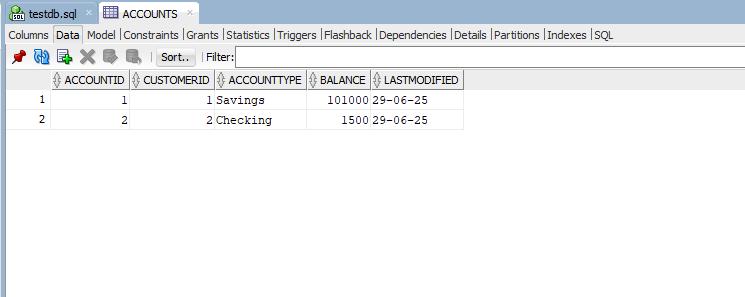 testdb.sql ACCOUNTS
Columns Data Model Constraints Grants Statistics Triggers Flashback Dependencies Details Partitions Indexes SQL
Sort.. Filter:
ACCOUNTID CUSTOMERID ACCOUNTTYPE BALANCE LASTMODIFIED
1 1 1 Savings 101000 29-06-25
2 2 2 Checking 1500 29-06-25